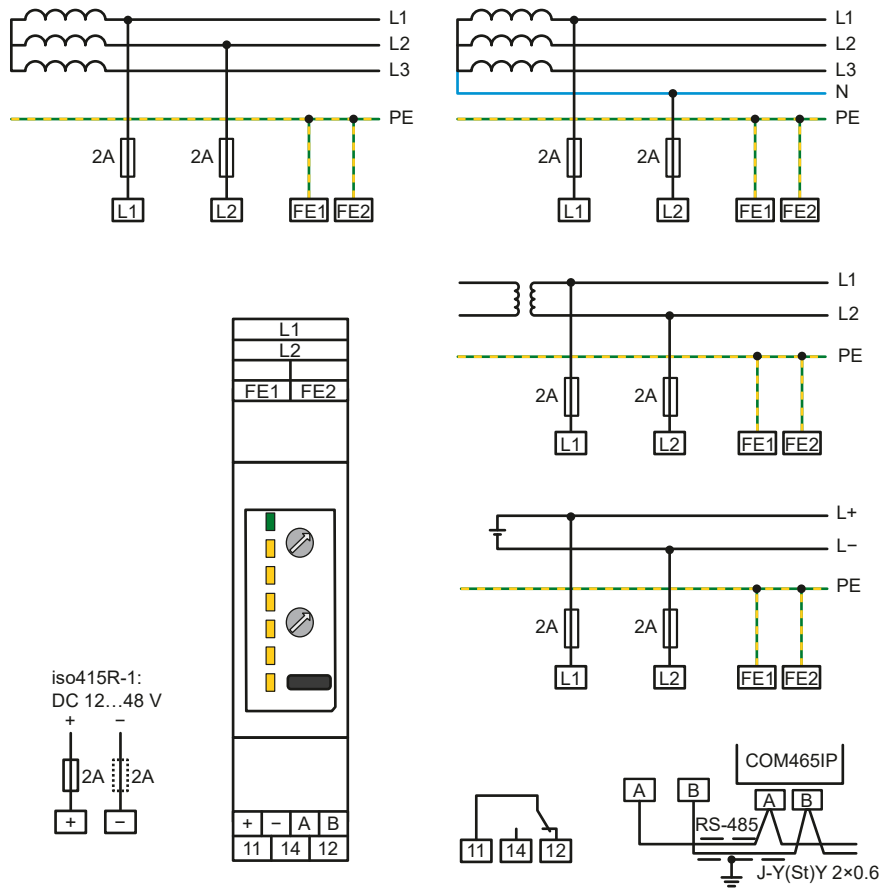 L1
L2
L3
PE
2A
2A
L1
L2
FE1
FE2
L1
L2
L3
N
PE
2A
2A
L1
L2
FE1
FE2
L1
L2
PE
2A
2A
L1
L2
FE1
FE2
L1
L2
FE1
FE2
L+
L−
PE
2A
2A
L1
L2
FE1
FE2
iso415R-1:
DC 12…48 V
+
−
2A
2A
+
−
+
−
A
B
11
14
12
11
14
12
COM465IP
A
B
A
B
RS-485
J-Y(St)Y 2×0.6